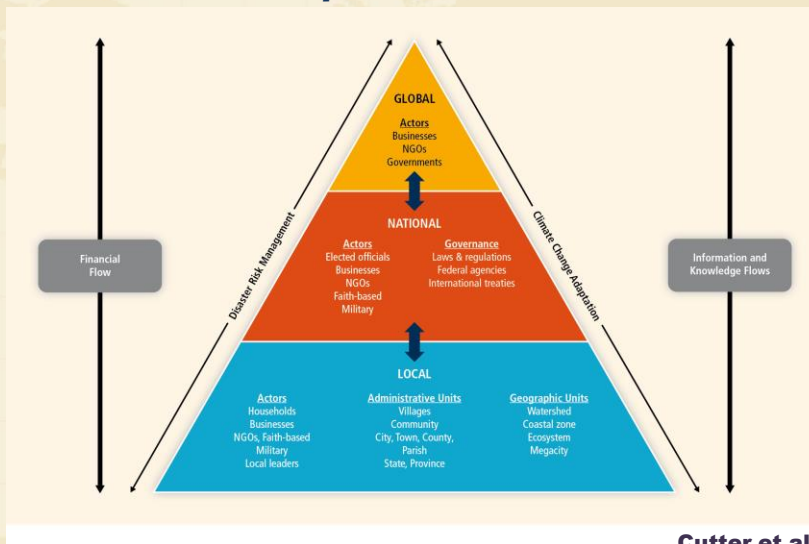 GLOBAL
Actors
Businesses
NGOs
Governments
NATIONAL
Actors
Elected officials
Businesses
NGOs
Faith-based
Military
Governance
Laws & regulations
Federal agencies
International treaties
LOCAL
Actors
Households
Businesses
NGOs, Faith-based
Military
Local leaders
Administrative Units
Villages
Community
City, Town, County,
Parish
State, Province
Geographic Units
Watershed
Coastal zone
Ecosystem
Megacity
Financial
Flow
Disaster Risk Management
Climate Change Adaptation
Information and
Knowledge Flows
Cutter et al